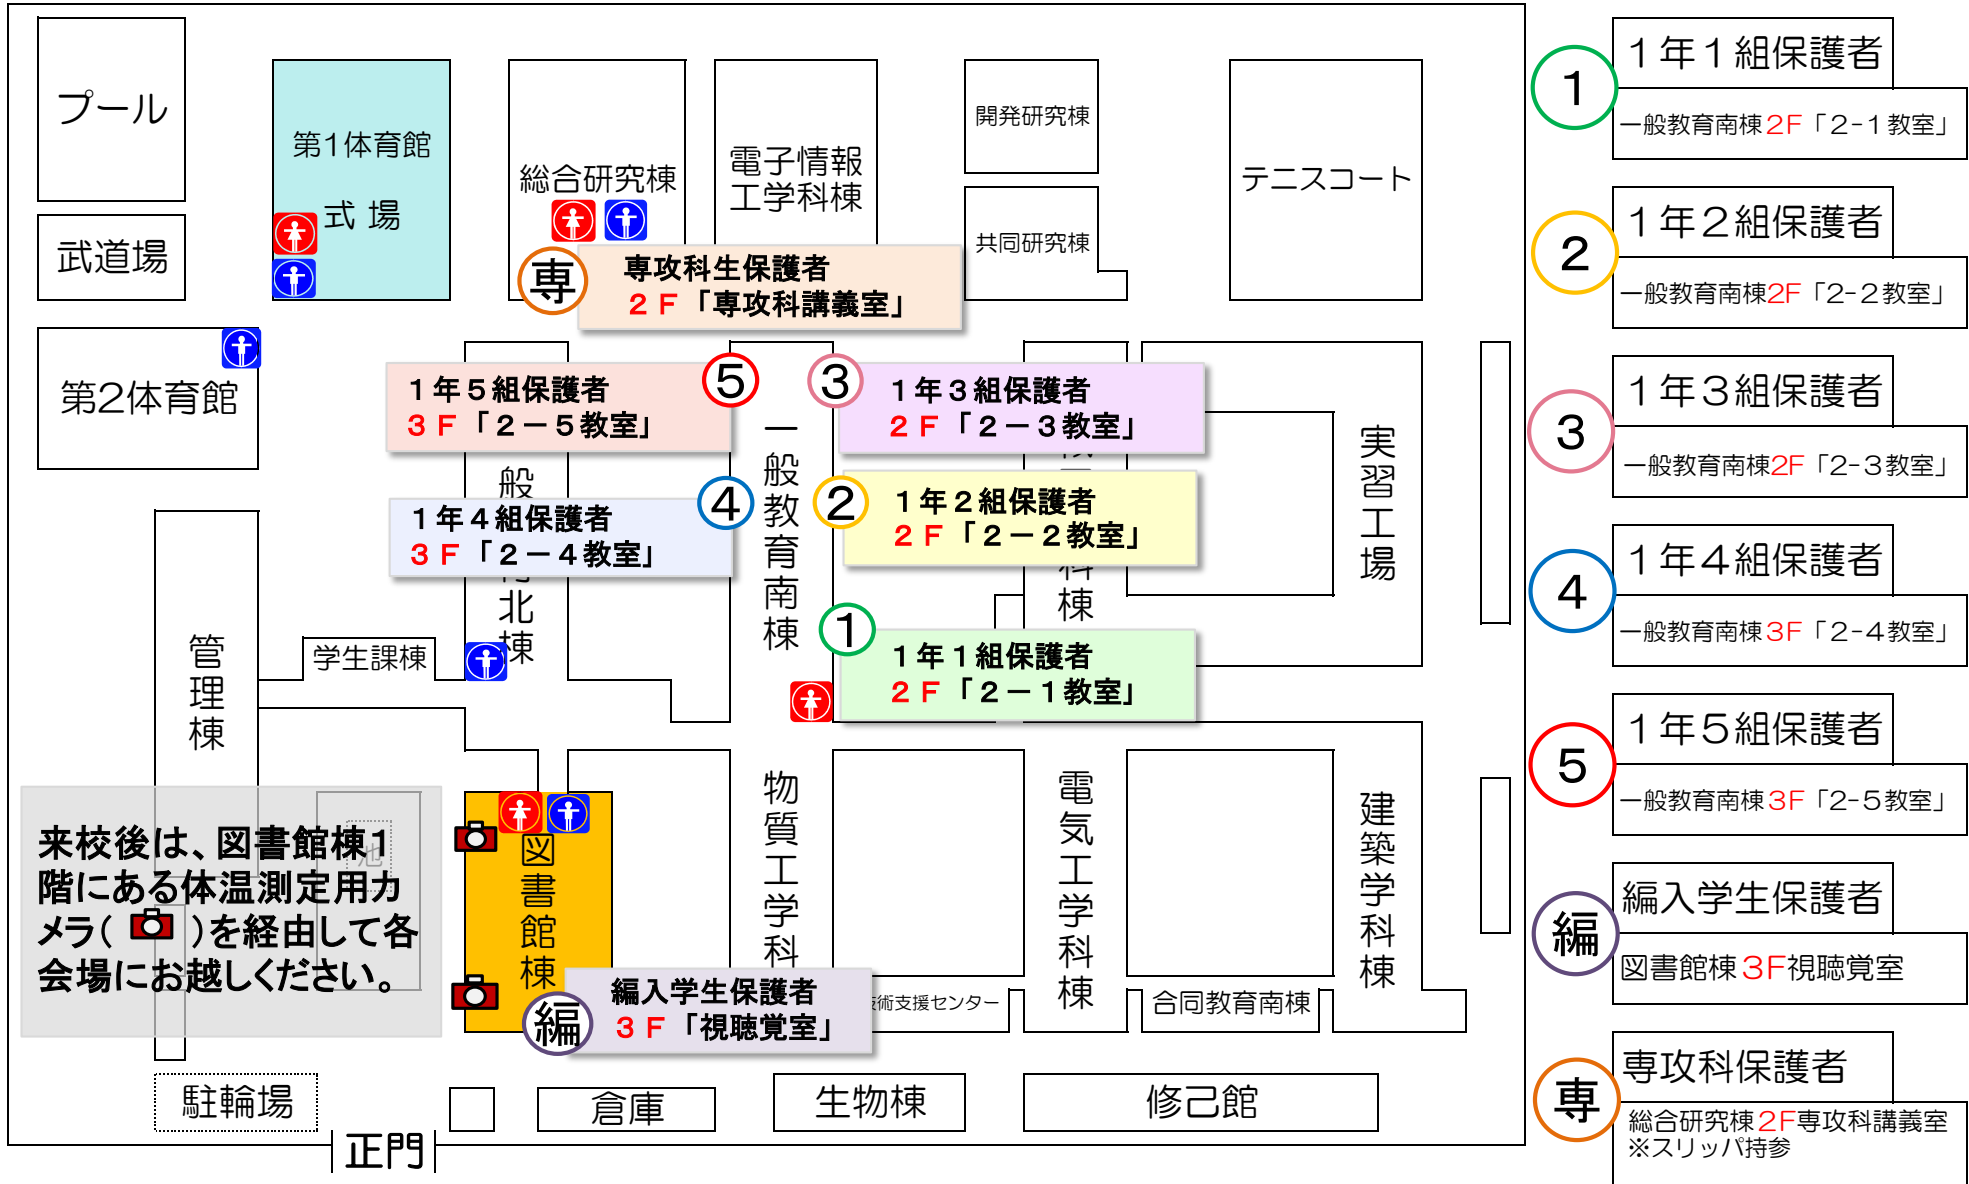 プール
武道場
第1体育館
式 場
総合研究棟
電子情報
工学科棟
開発研究棟
共同研究棟
テニスコート
専
専攻科生保護者
2F「専攻科講義室」
第2体育館
1年5組保護者
3F「2－5教室」
5
3
1年3組保護者
2F「2－3教室」
1年4組保護者
3F「2－4教室」
4
2
1年2組保護者
2F「2－2教室」
1
1年1組保護者
2F「2－1教室」
一般教育南棟
般
北棟
科棟
実習工場
管理棟
学生課棟
池
来校後は、図書館棟1
階にある体温測定用カ
メラ( )を経由して各
会場にお越しください。
図書館棟
物質工学科
電気工学科棟
建築学科棟
編
編入学生保護者
3F「視聴覚室」
術支援センター
合同教育南棟
駐輪場
倉庫
生物棟
修己館
正門
1
1年1組保護者
一般教育南棟2F「2-1教室」
2
1年2組保護者
一般教育南棟2F「2-2教室」
3
1年3組保護者
一般教育南棟2F「2-3教室」
4
1年4組保護者
一般教育南棟3F「2-4教室」
5
1年5組保護者
一般教育南棟3F「2-5教室」
編
編入学生保護者
図書館棟3F視聴覚室
専
専攻科保護者
総合研究棟2F専攻科講義室
※スリッパ持参